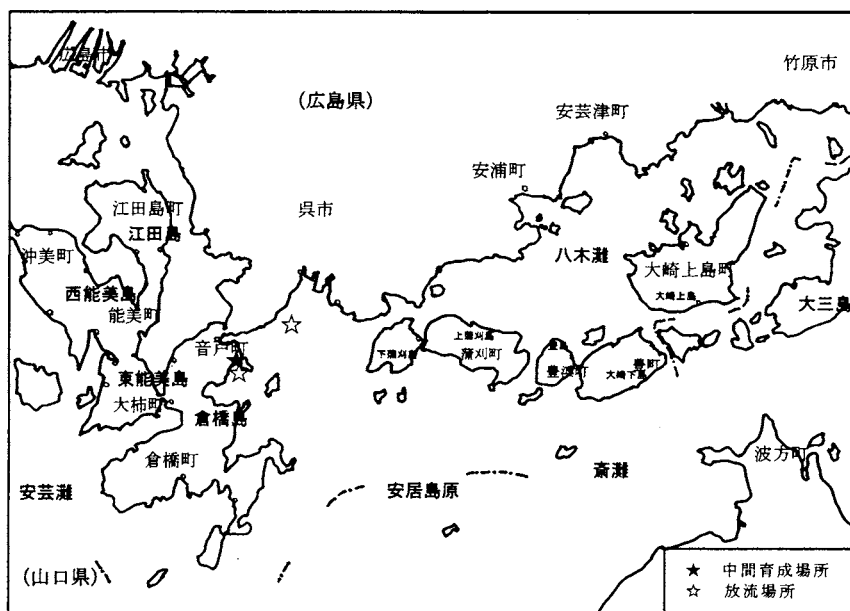 広島市
竹原市
(広島県)
安芸津町
安浦町
江田島町
呉市
江田島
沖美町
八木灘
大崎上島町
西能美島
大崎上島
能美町
大三島
音戸町
上蒲刈島
下蒲刈島
蒲刈町
豊島
豊町
豊浜町
大崎下島
東能美島
大柿町
倉橋島
倉橋町
波方町
斎灘
安芸灘
安居島原
(山口県)
★ 中間育成場所
☆ 放流場所